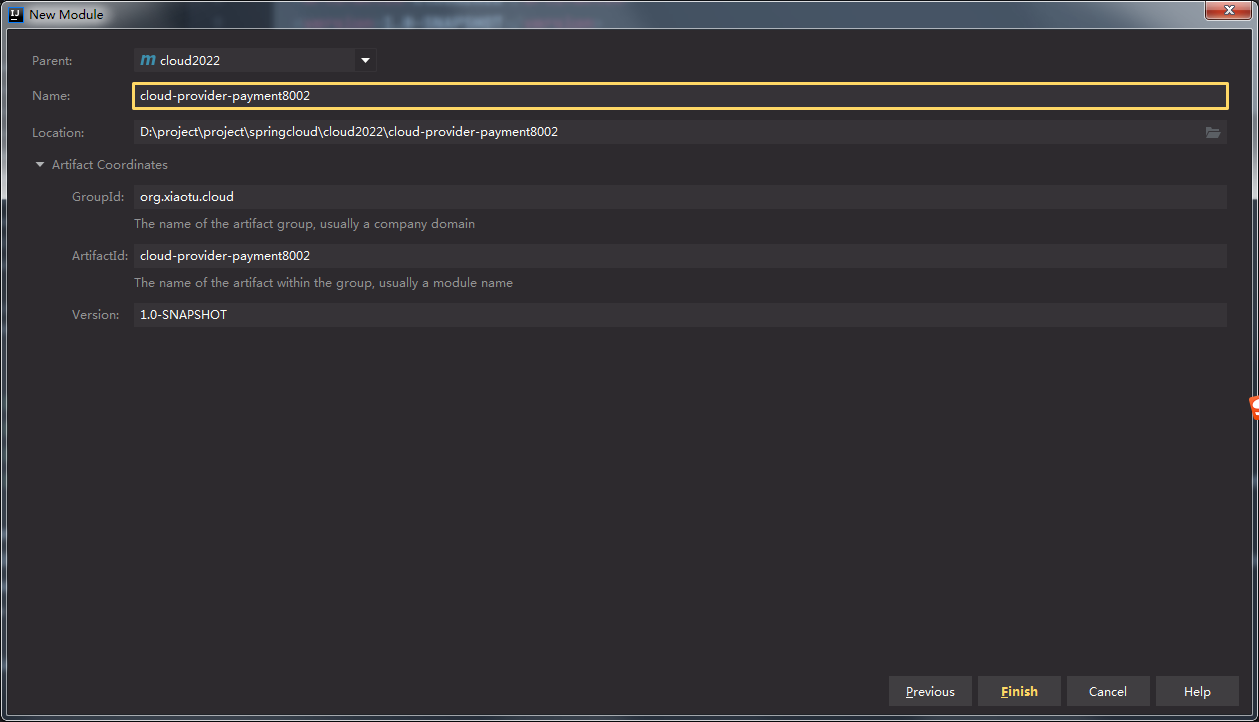 New Module
Parent: m cloud2022
Name: cloud-provider-payment8002
Location: D:\project\project\springcloud\cloud2022\cloud-provider-payment8002
Artifact Coordinates
GroupId: org.xiaotu.cloud
The name of the artifact group, usually a company domain
ArtifactId: cloud-provider-payment8002
The name of the artifact within the group, usually a module name
Version: 1.0-SNAPSHOT
Previous Finish Cancel Help